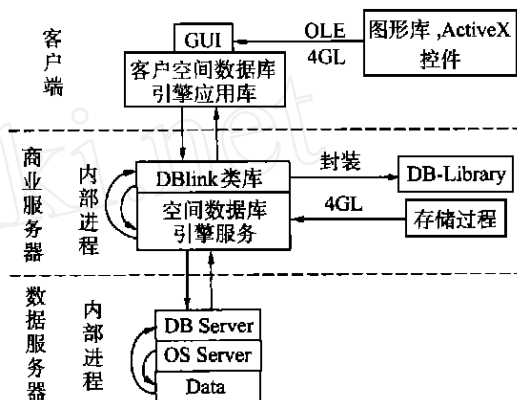 客户端
GUI
OLE
4GL
图形库,ActiveX
控件
客户空间数据库
引擎应用库
商业服务器
内部进程
DBlink类库
封装
DB-Library
空间数据库
引擎服务
4GL
存储过程
数据服务器
内部进程
DB Server
OS Server
Data